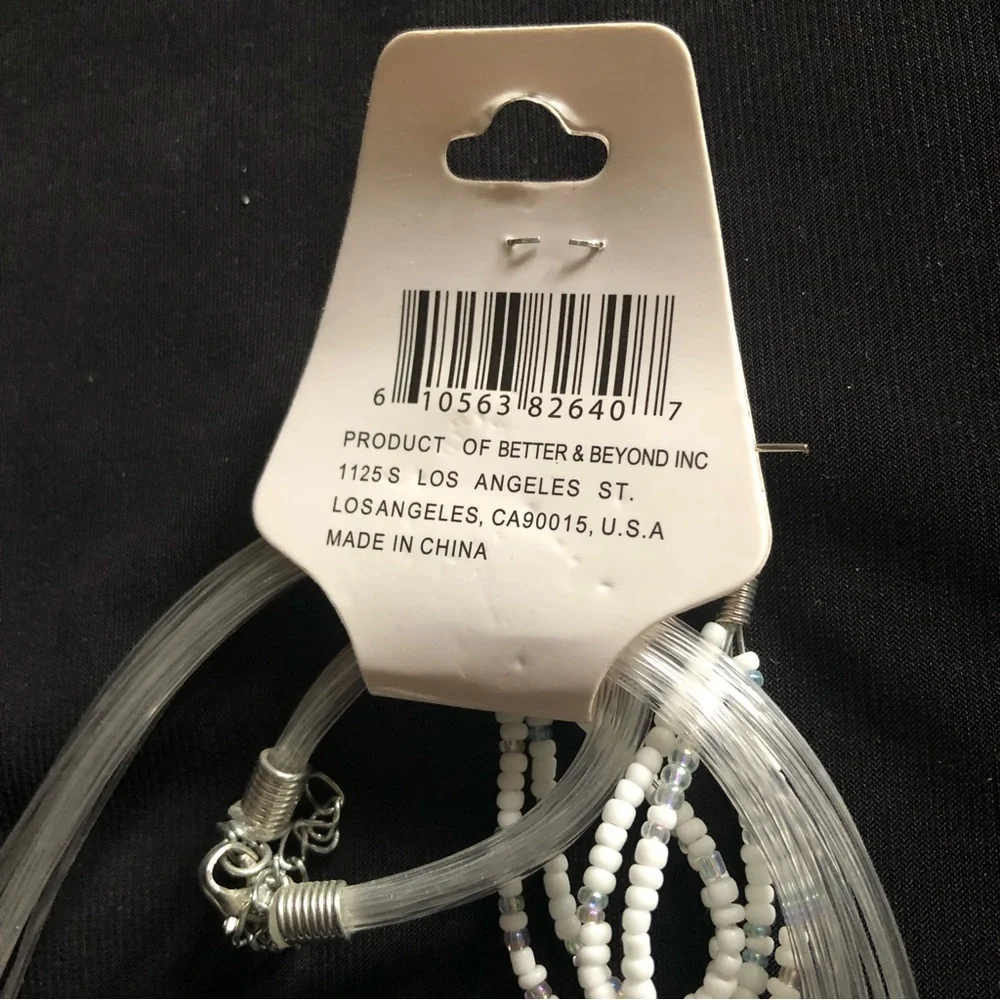 6 10563 82640 7
PRODUCT OF BETTER & BEYOND INC
1125 S LOS ANGELES ST.
LOSANGELES, CA90015, U.S.A
MADE IN CHINA